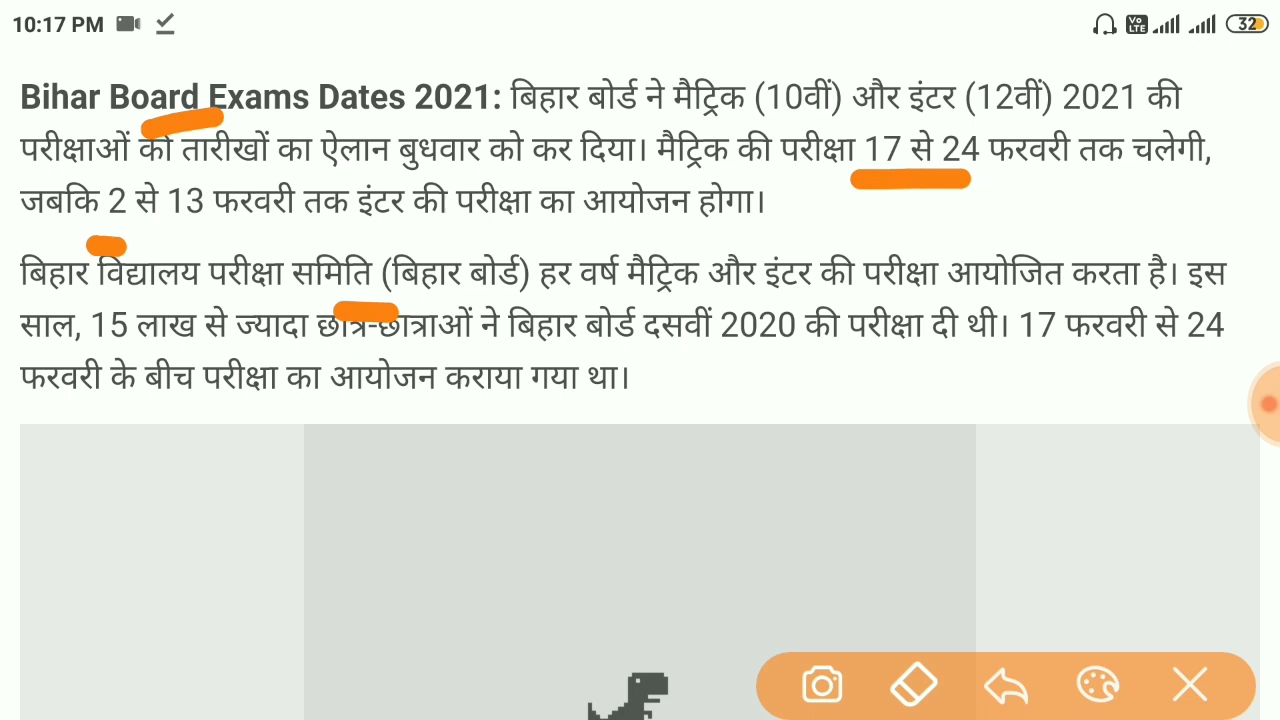 10:17 PM
Vo LTE
32
Bihar Board Exams Dates 2021: बिहार बोर्ड ने मैट्रिक (10वीं) और इंटर (12वीं) 2021 की
परीक्षाओं की तारीखों का ऐलान बुधवार को कर दिया। मैट्रिक की परीक्षा 17 से 24 फरवरी तक चलेगी,
जबकि 2 से 13 फरवरी तक इंटर की परीक्षा का आयोजन होगा।
बिहार विद्यालय परीक्षा समिति (बिहार बोर्ड) हर वर्ष मैट्रिक और इंटर की परीक्षा आयोजित करता है। इस
साल, 15 लाख से ज्यादा छात्र-छात्राओं ने बिहार बोर्ड दसवीं 2020 की परीक्षा दी थी। 17 फरवरी से 24
फरवरी के बीच परीक्षा का आयोजन कराया गया था।